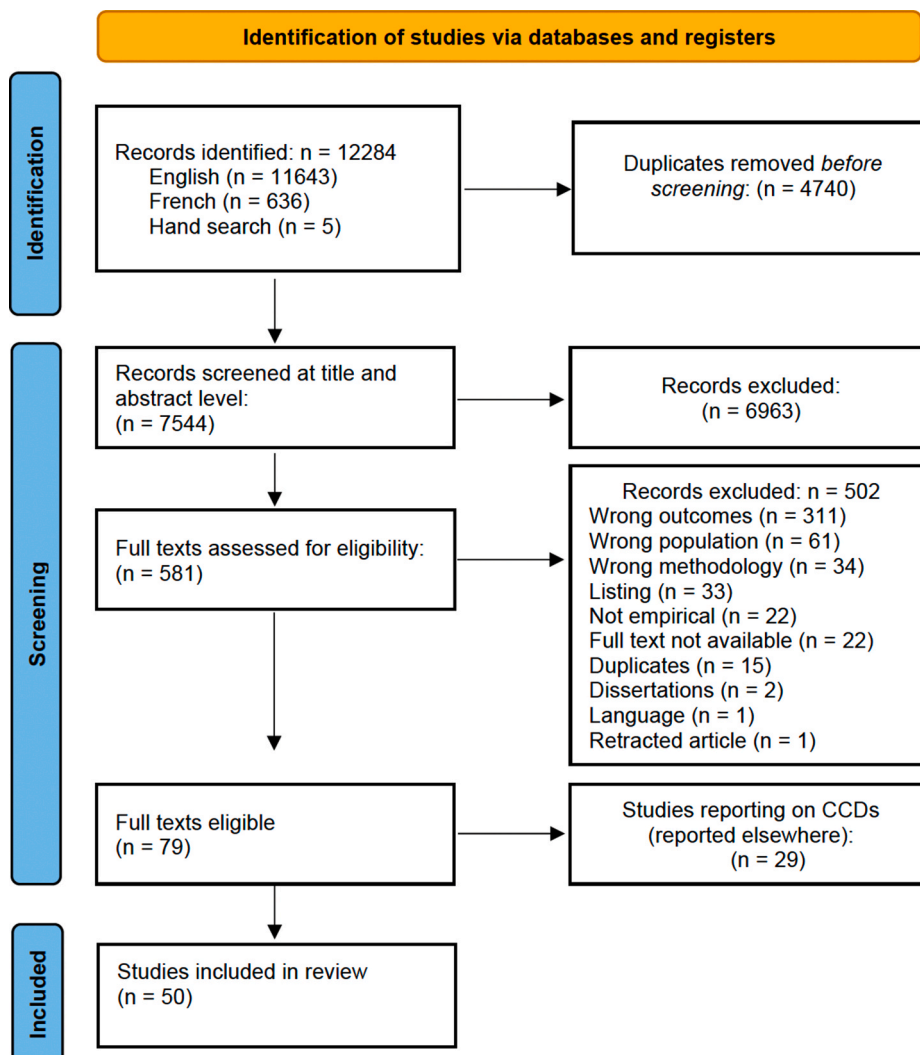 Identification of studies via databases and registers
Identification
Records identified: n = 12284
English (n = 11643)
French (n = 636)
Hand search (n = 5)
Duplicates removed before
screening: (n = 4740)
Screening
Records screened at title and
abstract level:
(n = 7544)
Records excluded:
(n = 6963)
Full texts assessed for eligibility:
(n = 581)
Records excluded: n = 502
Wrong outcomes (n = 311)
Wrong population (n = 61)
Wrong methodology (n = 34)
Listing (n = 33)
Not empirical (n = 22)
Full text not available (n = 22)
Duplicates (n = 15)
Dissertations (n = 2)
Language (n = 1)
Retracted article (n = 1)
Full texts eligible
(n = 79)
Studies reporting on CCDs
(reported elsewhere):
(n = 29)
Included
Studies included in review
(n = 50)